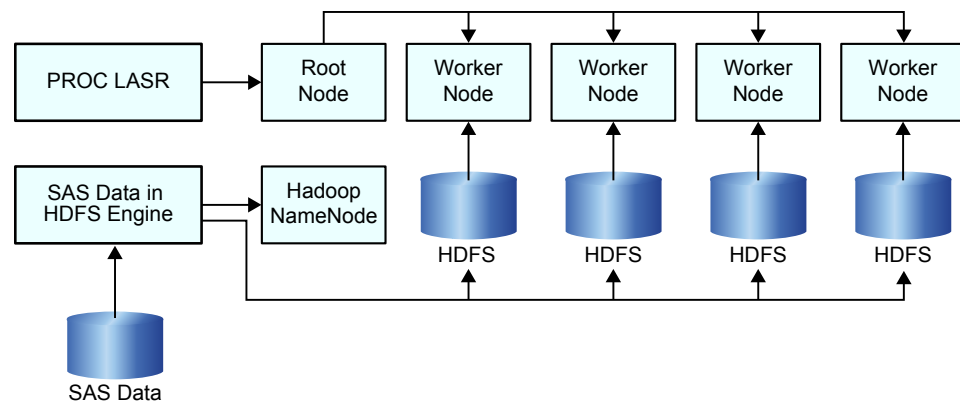 PROC LASR
Root
Node
Worker
Node
Worker
Node
Worker
Node
Worker
Node
SAS Data in
HDFS Engine
Hadoop
NameNode
HDFS
HDFS
HDFS
HDFS
SAS Data